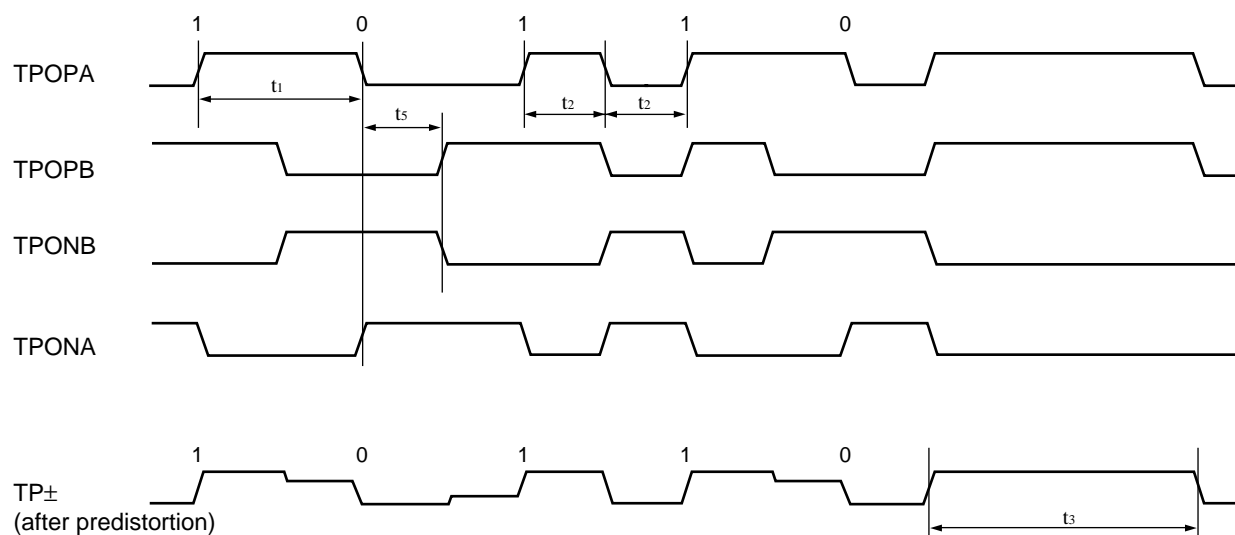 1 0 1 1 0
TPOPA
t1 t2 t2
t5
TPOPB
TPONB
TPONA
1 0 1 1 0
TP±
(after predistortion)
t3